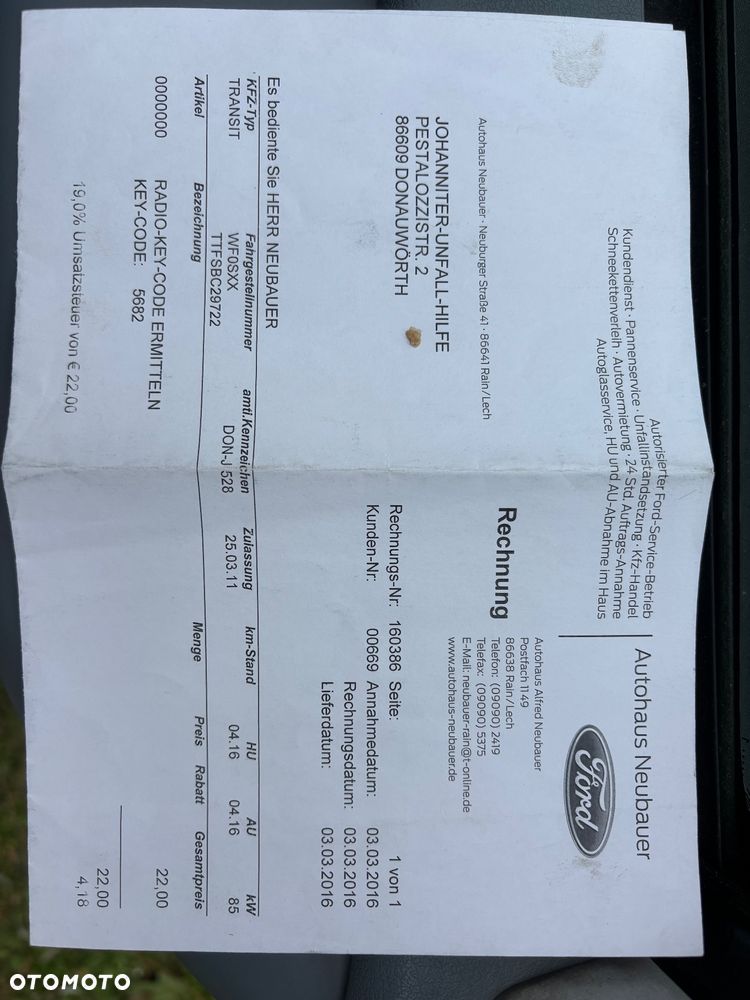 Autorisierter Ford-Service-Betrieb
Kundendienst · Pannenservice · Unfallinstandsetzung · Kfz-Handel
Schneekettenverleih · Autovermietung · 24 Std. Auftrags-Annahme
Autoglasservice, HU und AU-Abnahme im Haus
Autohaus Neubauer
Ford
Autohaus Neubauer · Neuburger Straße 41 · 86641 Rain/Lech
JOHANNITER-UNFALL-HILFE
PESTALOZZISTR. 2
86609 DONAUWÖRTH
Autohaus Alfred Neubauer
Postfach 1149
86638 Rain/Lech
Telefon: (09090) 2419
Telefax: (09090) 5375
E-Mail: neubauer-rain@t-online.de
www.autohaus-neubauer.de
Rechnung
Rechnungs-Nr: 160386 Seite: 1 von 1
Kunden-Nr: 00669 Annahmedatum: 03.03.2016
Rechnungsdatum: 03.03.2016
Lieferdatum: 03.03.2016
Es bediente Sie HERR NEUBAUER
KFZ-Typ Fahrgestellnummer amtl.Kennzeichen Zulassung km-Stand HU AU kW
TRANSIT WF0SXX DON-J 528 25.03.11 04.16 04.16 85
TTFSBC29722
Artikel Bezeichnung Menge Preis Rabatt Gesamtpreis
0000000 RADIO-KEY-CODE ERMITTELN 22,00
KEY-CODE: 5682
22,00
19,0% Umsatzsteuer von € 22,00 4,18
OTOMOTO